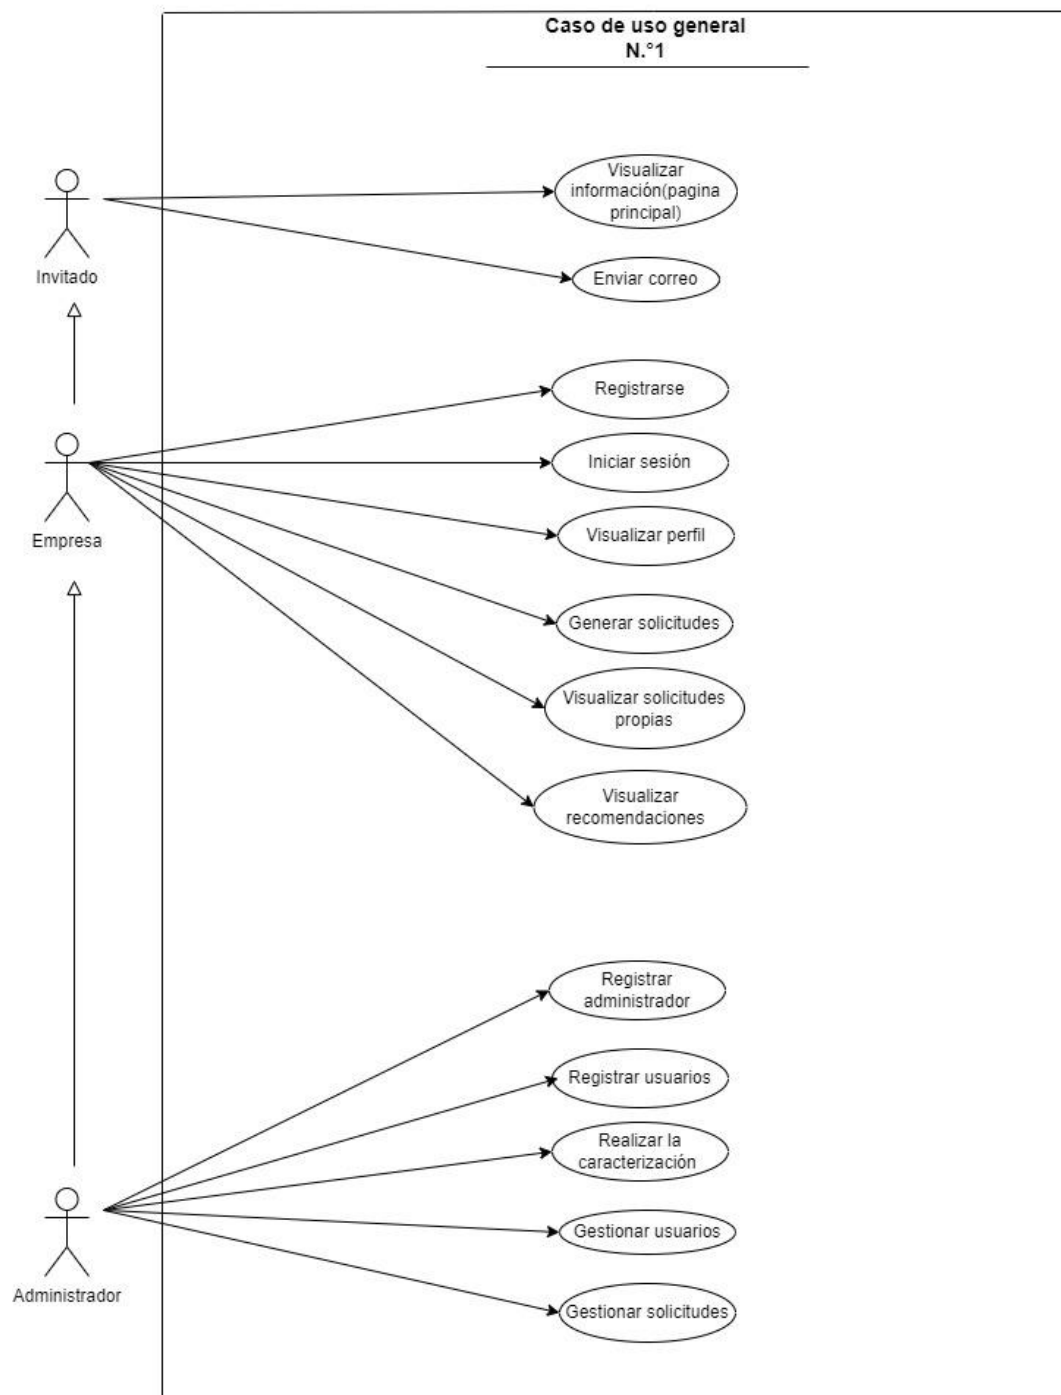 Caso de uso general
N.°1
Visualizar
información(pagina
principal)
Invitado
Enviar correo
Registrarse
Iniciar sesión
Empresa
Visualizar perfil
Generar solicitudes
Visualizar solicitudes
propias
Visualizar
recomendaciones
Registrar
administrador
Registrar usuarios
Realizar la
caracterización
Gestionar usuarios
Administrador
Gestionar solicitudes